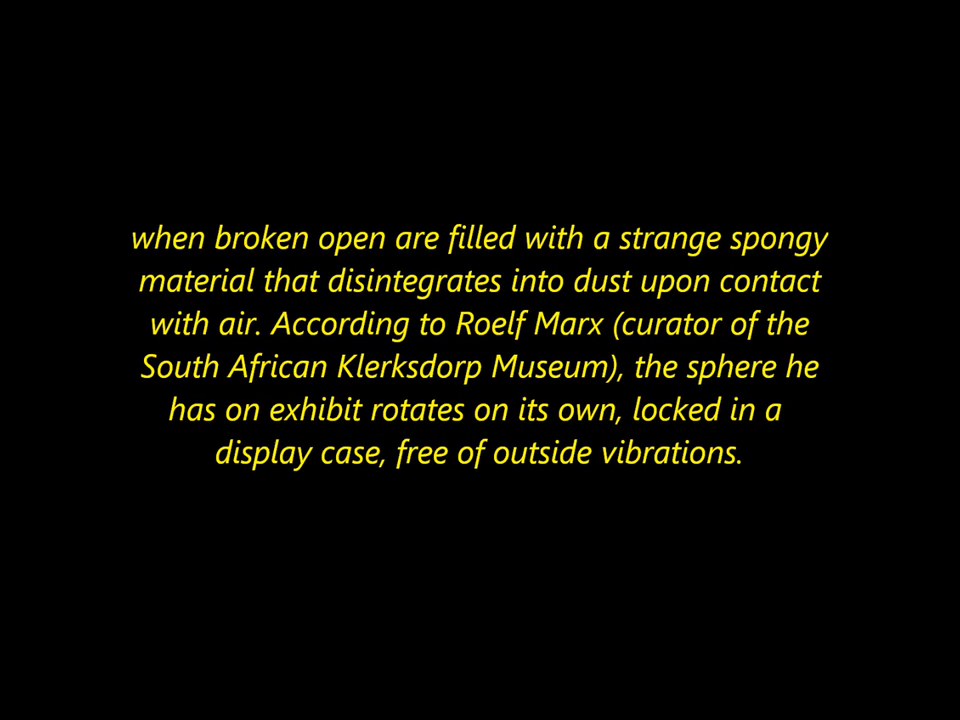 when broken open are filled with a strange spongy
material that disintegrates into dust upon contact
with air. According to Roelf Marx (curator of the
South African Klerksdorp Museum), the sphere he
has on exhibit rotates on its own, locked in a
display case, free of outside vibrations.